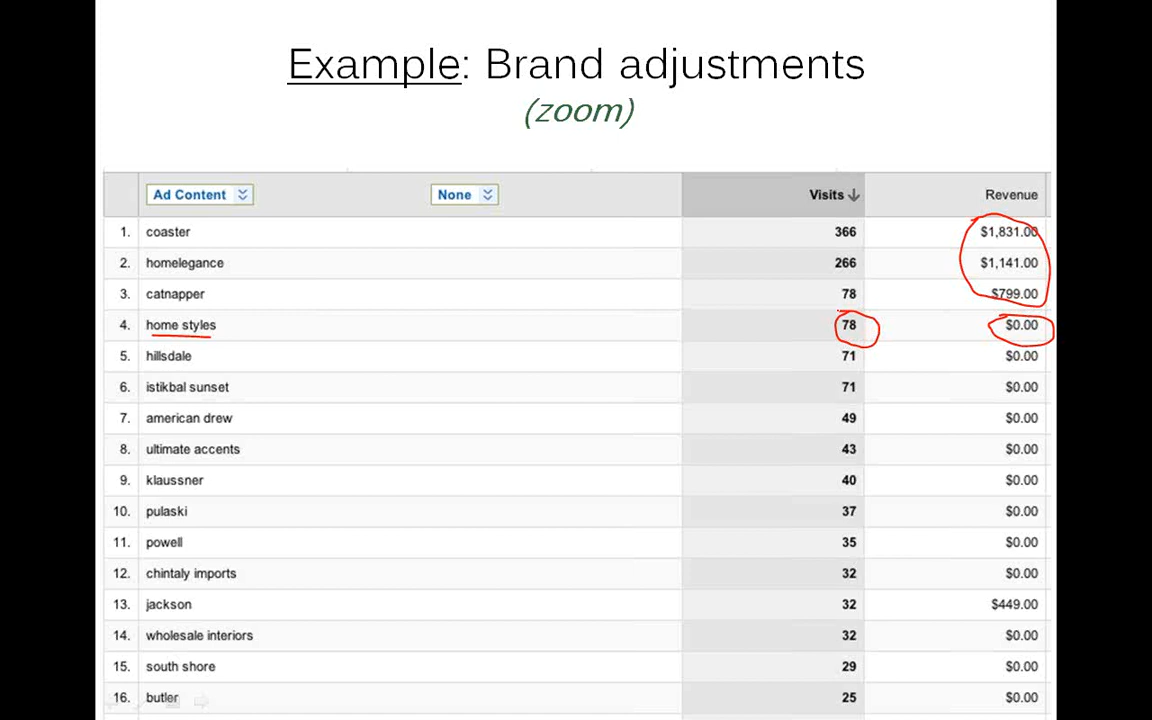 Example: Brand adjustments
(zoom)
Ad Content None Visits Revenue
1. coaster 366 $1,831.00
2. homelegance 266 $1,141.00
3. catnapper 78 $799.00
4. home styles 78 $0.00
5. hillsdale 71 $0.00
6. istikbal sunset 71 $0.00
7. american drew 49 $0.00
8. ultimate accents 43 $0.00
9. klaussner 40 $0.00
10. pulaski 37 $0.00
11. powell 35 $0.00
12. chintaly imports 32 $0.00
13. jackson 32 $449.00
14. wholesale interiors 32 $0.00
15. south shore 29 $0.00
16. butler 25 $0.00